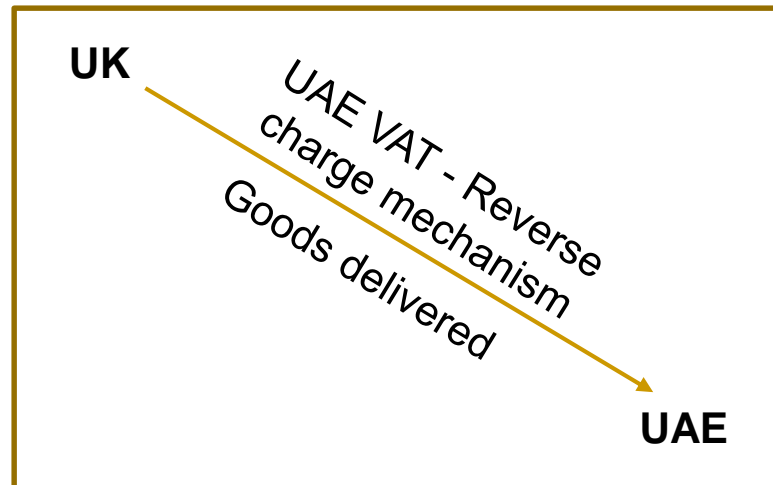 UK
UAE VAT - Reverse
charge mechanism
Goods delivered
UAE